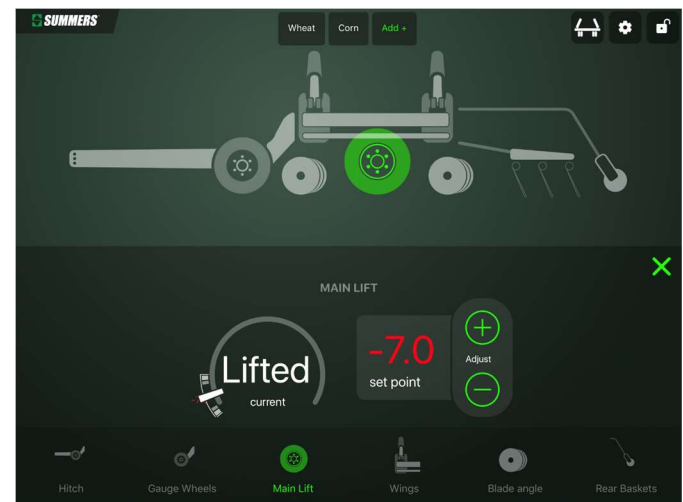 SUMMERS
Wheat
Corn
Add +
MAIN LIFT
Lifted
current
-7.0
set point
Adjust
Hitch
Gauge Wheels
Main Lift
Wings
Blade angle
Rear Baskets